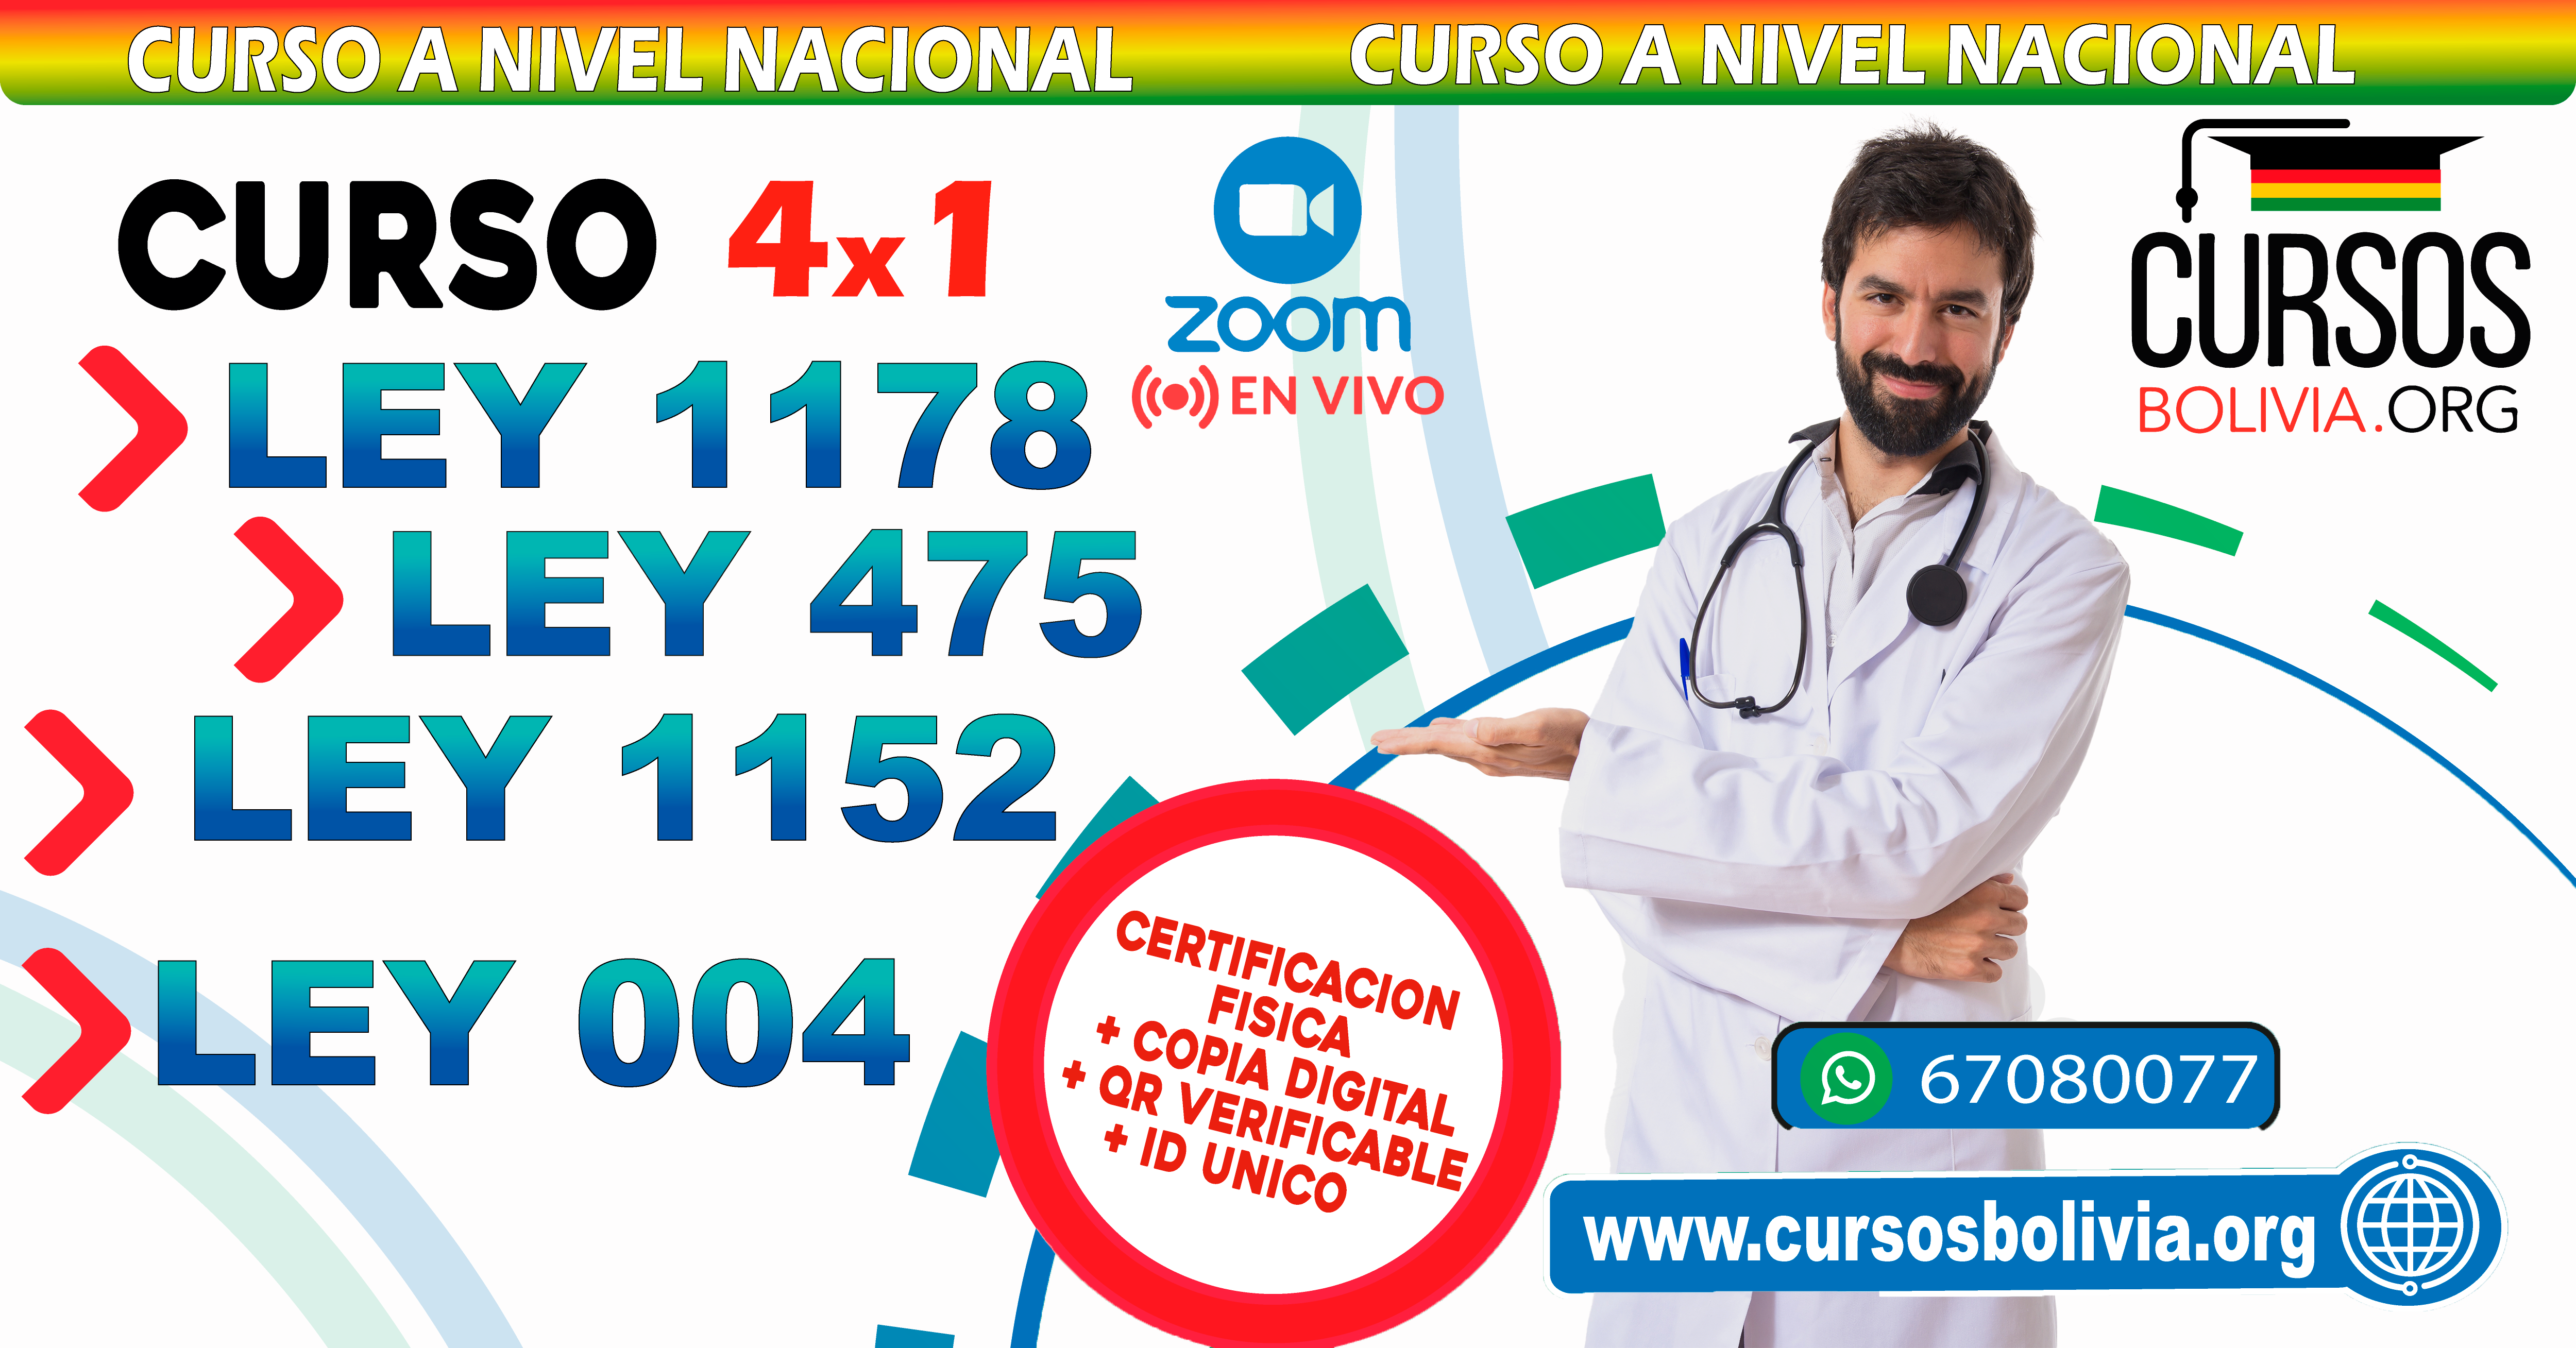 CURSO A NIVEL NACIONAL
CURSO A NIVEL NACIONAL
CURSO 4x1
zoom
EN VIVO
CURSOS
BOLIVIA.ORG
LEY 1178
LEY 475
LEY 1152
LEY 004
CERTIFICACION
FISICA
+ COPIA DIGITAL
+ QR VERIFICABLE
+ ID UNICO
67080077
www.cursosbolivia.org